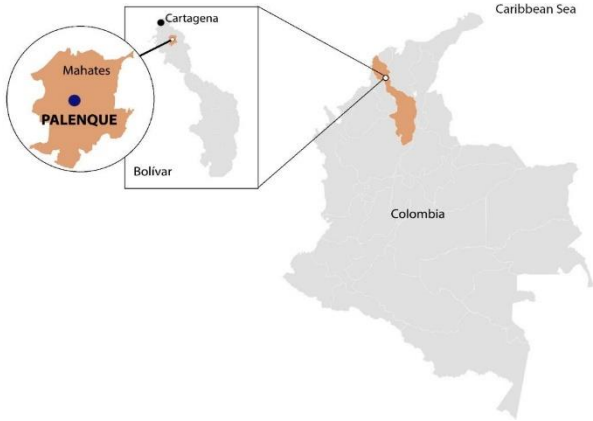 Caribbean Sea
Cartagena
Mahates
PALENQUE
Bolívar
Colombia